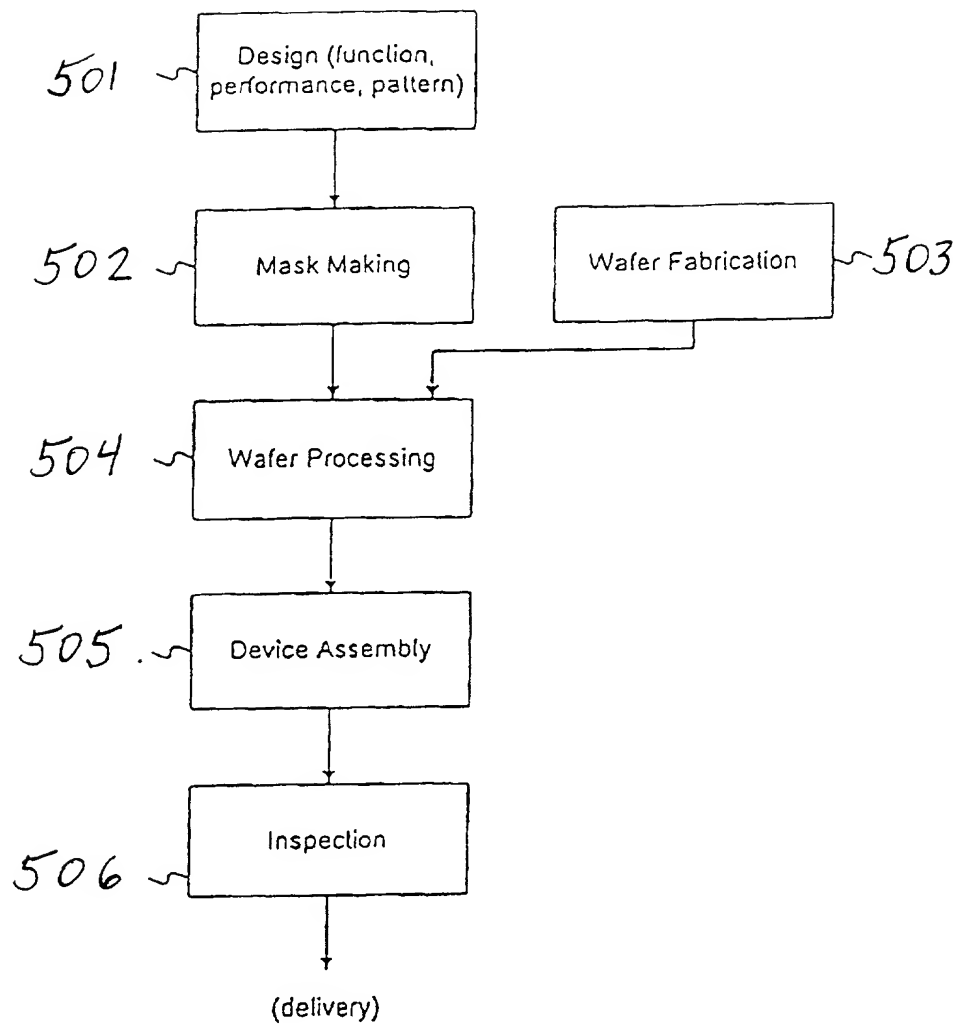 501
Design (function,
performance, pattern)
502
Mask Making
Wafer Fabrication
503
504
Wafer Processing
505
Device Assembly
506
Inspection
(delivery)